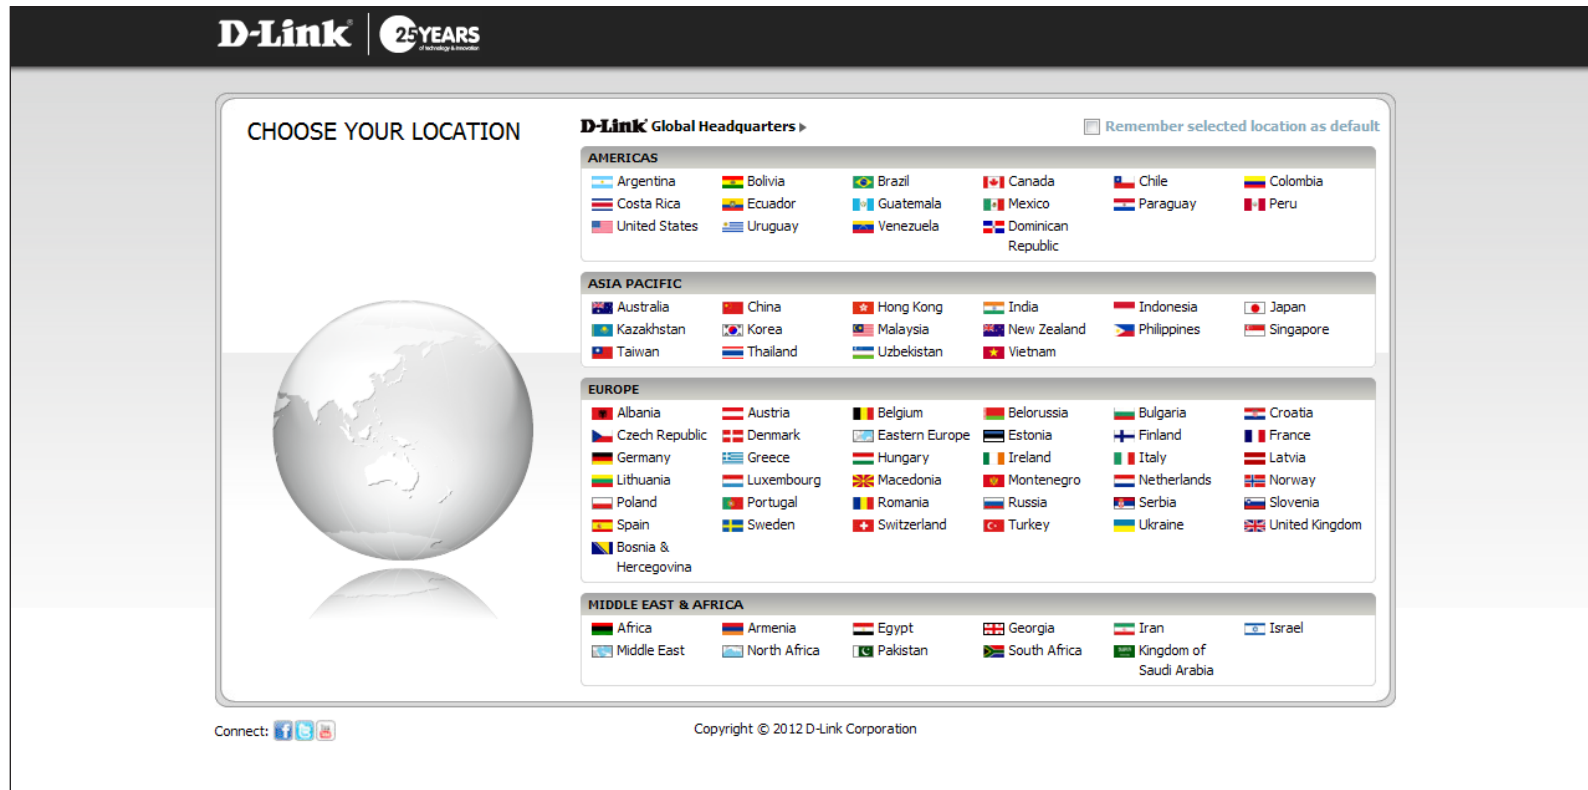 D-Link® 25 YEARS
of technology & innovation
CHOOSE YOUR LOCATION
D-Link Global Headquarters
Remember selected location as default
AMERICAS
Argentina Bolivia Brazil Canada Chile Colombia
Costa Rica Ecuador Guatemala Mexico Paraguay Peru
United States Uruguay Venezuela Dominican
Republic
ASIA PACIFIC
Australia China Hong Kong India Indonesia Japan
Kazakhstan Korea Malaysia New Zealand Philippines Singapore
Taiwan Thailand Uzbekistan Vietnam
EUROPE
Albania Austria Belgium Belorussia Bulgaria Croatia
Czech Republic Denmark Eastern Europe Estonia Finland France
Germany Greece Hungary Ireland Italy Latvia
Lithuania Luxembourg Macedonia Montenegro Netherlands Norway
Poland Portugal Romania Russia Serbia Slovenia
Spain Sweden Switzerland Turkey Ukraine United Kingdom
Bosnia &
Hercegovina
MIDDLE EAST & AFRICA
Africa Armenia Egypt Georgia Iran Israel
Middle East North Africa Pakistan South Africa Kingdom of
Saudi Arabia
Connect:
Copyright © 2012 D-Link Corporation